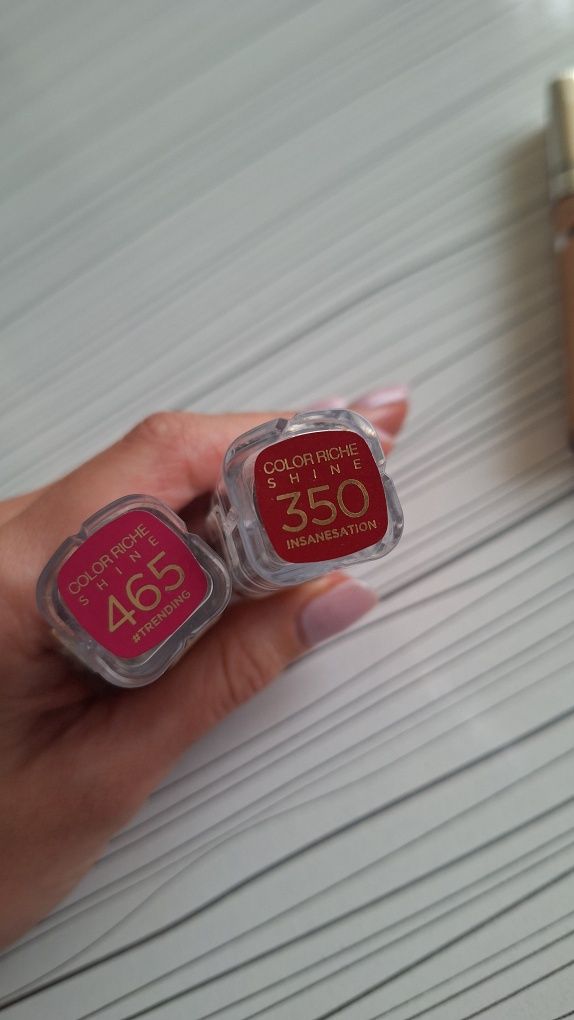 COLOR RICHE
SHINE
465
#TRENDING
COLOR RICHE
SHINE
350
INSANESATION